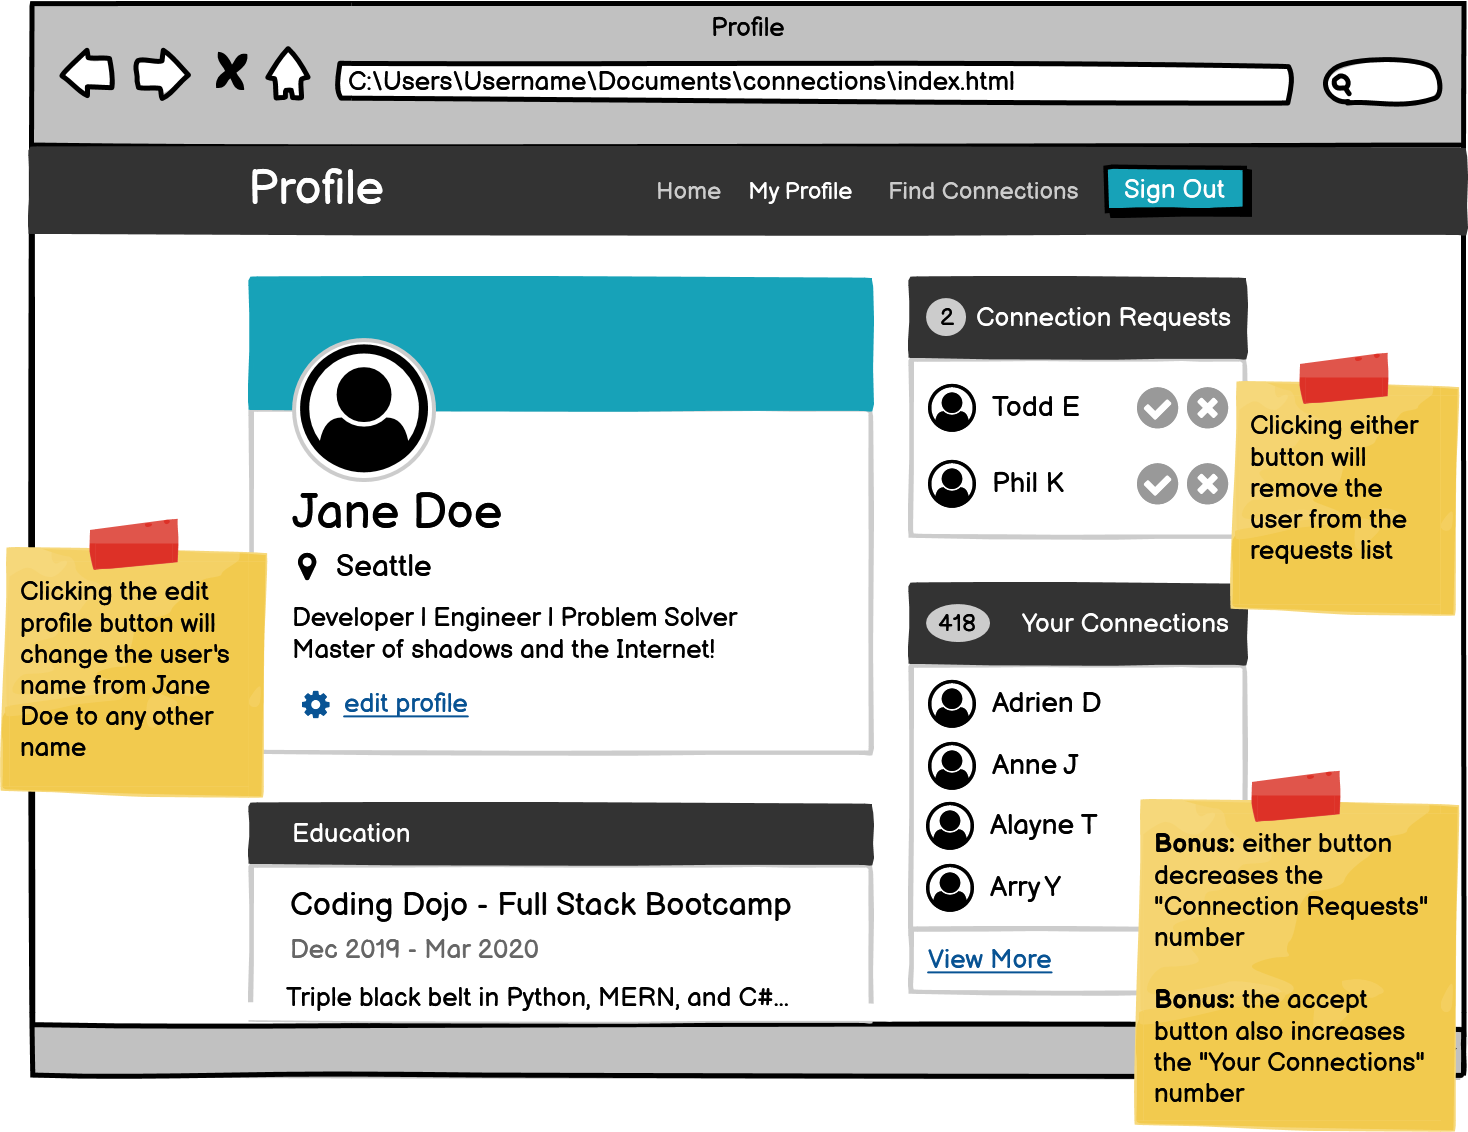 Profile
C:\Users\Username\Documents\connections\index.html
Profile
Home My Profile Find Connections Sign Out
Jane Doe
Seattle
Developer | Engineer | Problem Solver
Master of shadows and the Internet!
edit profile
Clicking the edit
profile button will
change the user's
name from Jane
Doe to any other
name
Education
Coding Dojo - Full Stack Bootcamp
Dec 2019 - Mar 2020
Triple black belt in Python, MERN, and C#...
2 Connection Requests
Todd E
Phil K
Clicking either
button will
remove the
user from the
requests list
418 Your Connections
Adrien D
Anne J
Alayne T
Arry Y
View More
Bonus: either button
decreases the
"Connection Requests"
number
Bonus: the accept
button also increases
the "Your Connections"
number